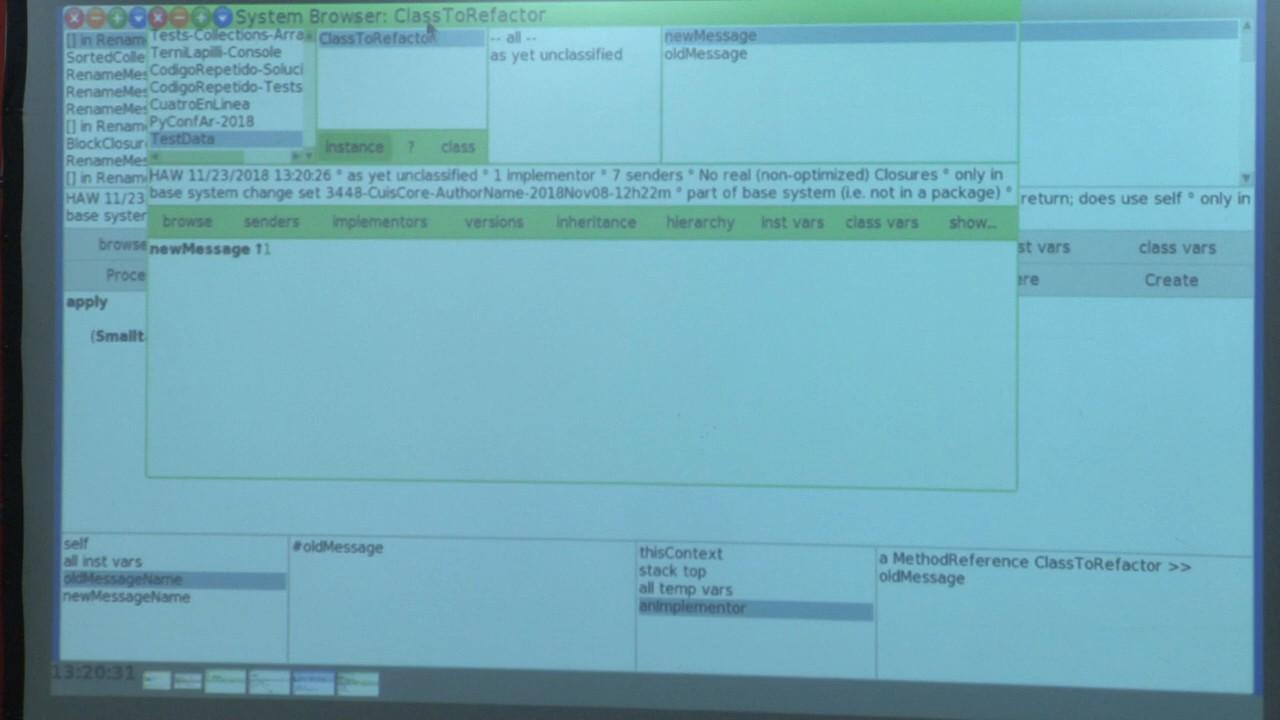 System Browser: ClassToRefactor
[] in Renam
SortedColle
RenameMes
RenameMes
RenameMes
[] in Renam
BlockClosur
RenameMes
[] in Renam
HAW 11/23
base syster
browse
Proce
apply
(Smallt
Tests-Collections-Arra
TerniLapilli-Console
CodigoRepetido-Soluci
CodigoRepetido-Tests
CuatroEnLinea
PyConfAr-2018
TestData
ClassToRefactor
instance ? class
-- all --
as yet unclassified
newMessage
oldMessage
HAW 11/23/2018 13:20:26 ° as yet unclassified ° 1 implementor ° 7 senders ° No real (non-optimized) Closures ° only in
base system change set 3448-CuisCore-AuthorName-2018Nov08-12h22m ° part of base system (i.e. not in a package) °
browse senders implementors versions inheritance hierarchy inst vars class vars show...
newMessage ↑1
return; does use self ° only in
st vars class vars
ere Create
self
all inst vars
oldMessageName
newMessageName
#oldMessage
thisContext
stack top
all temp vars
anImplementor
a MethodReference ClassToRefactor >>
oldMessage
13:20:31